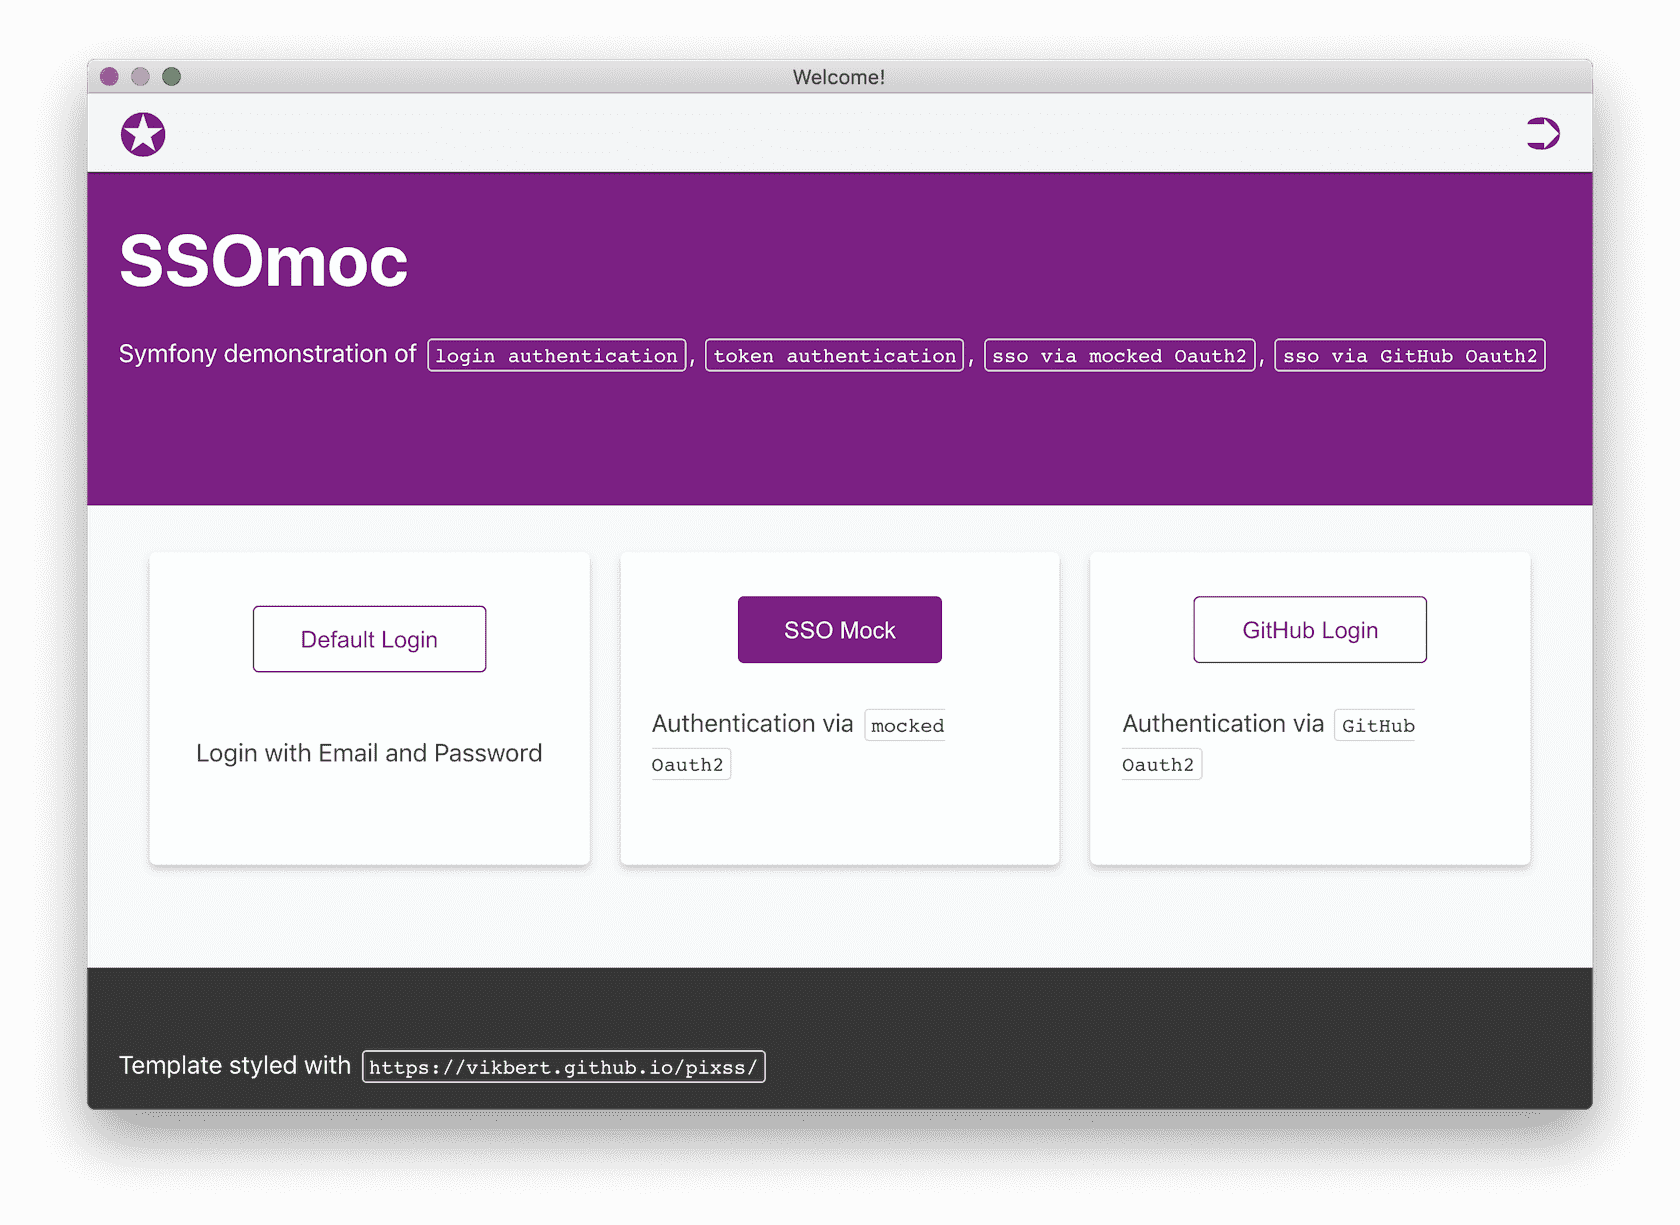 Welcome!
SSOmoc
Symfony demonstration of login authentication, token authentication, sso via mocked Oauth2, sso via GitHub Oauth2
Default Login
Login with Email and Password
SSO Mock
Authentication via mocked
Oauth2
GitHub Login
Authentication via GitHub
Oauth2
Template styled with https://vikbert.github.io/pixss/